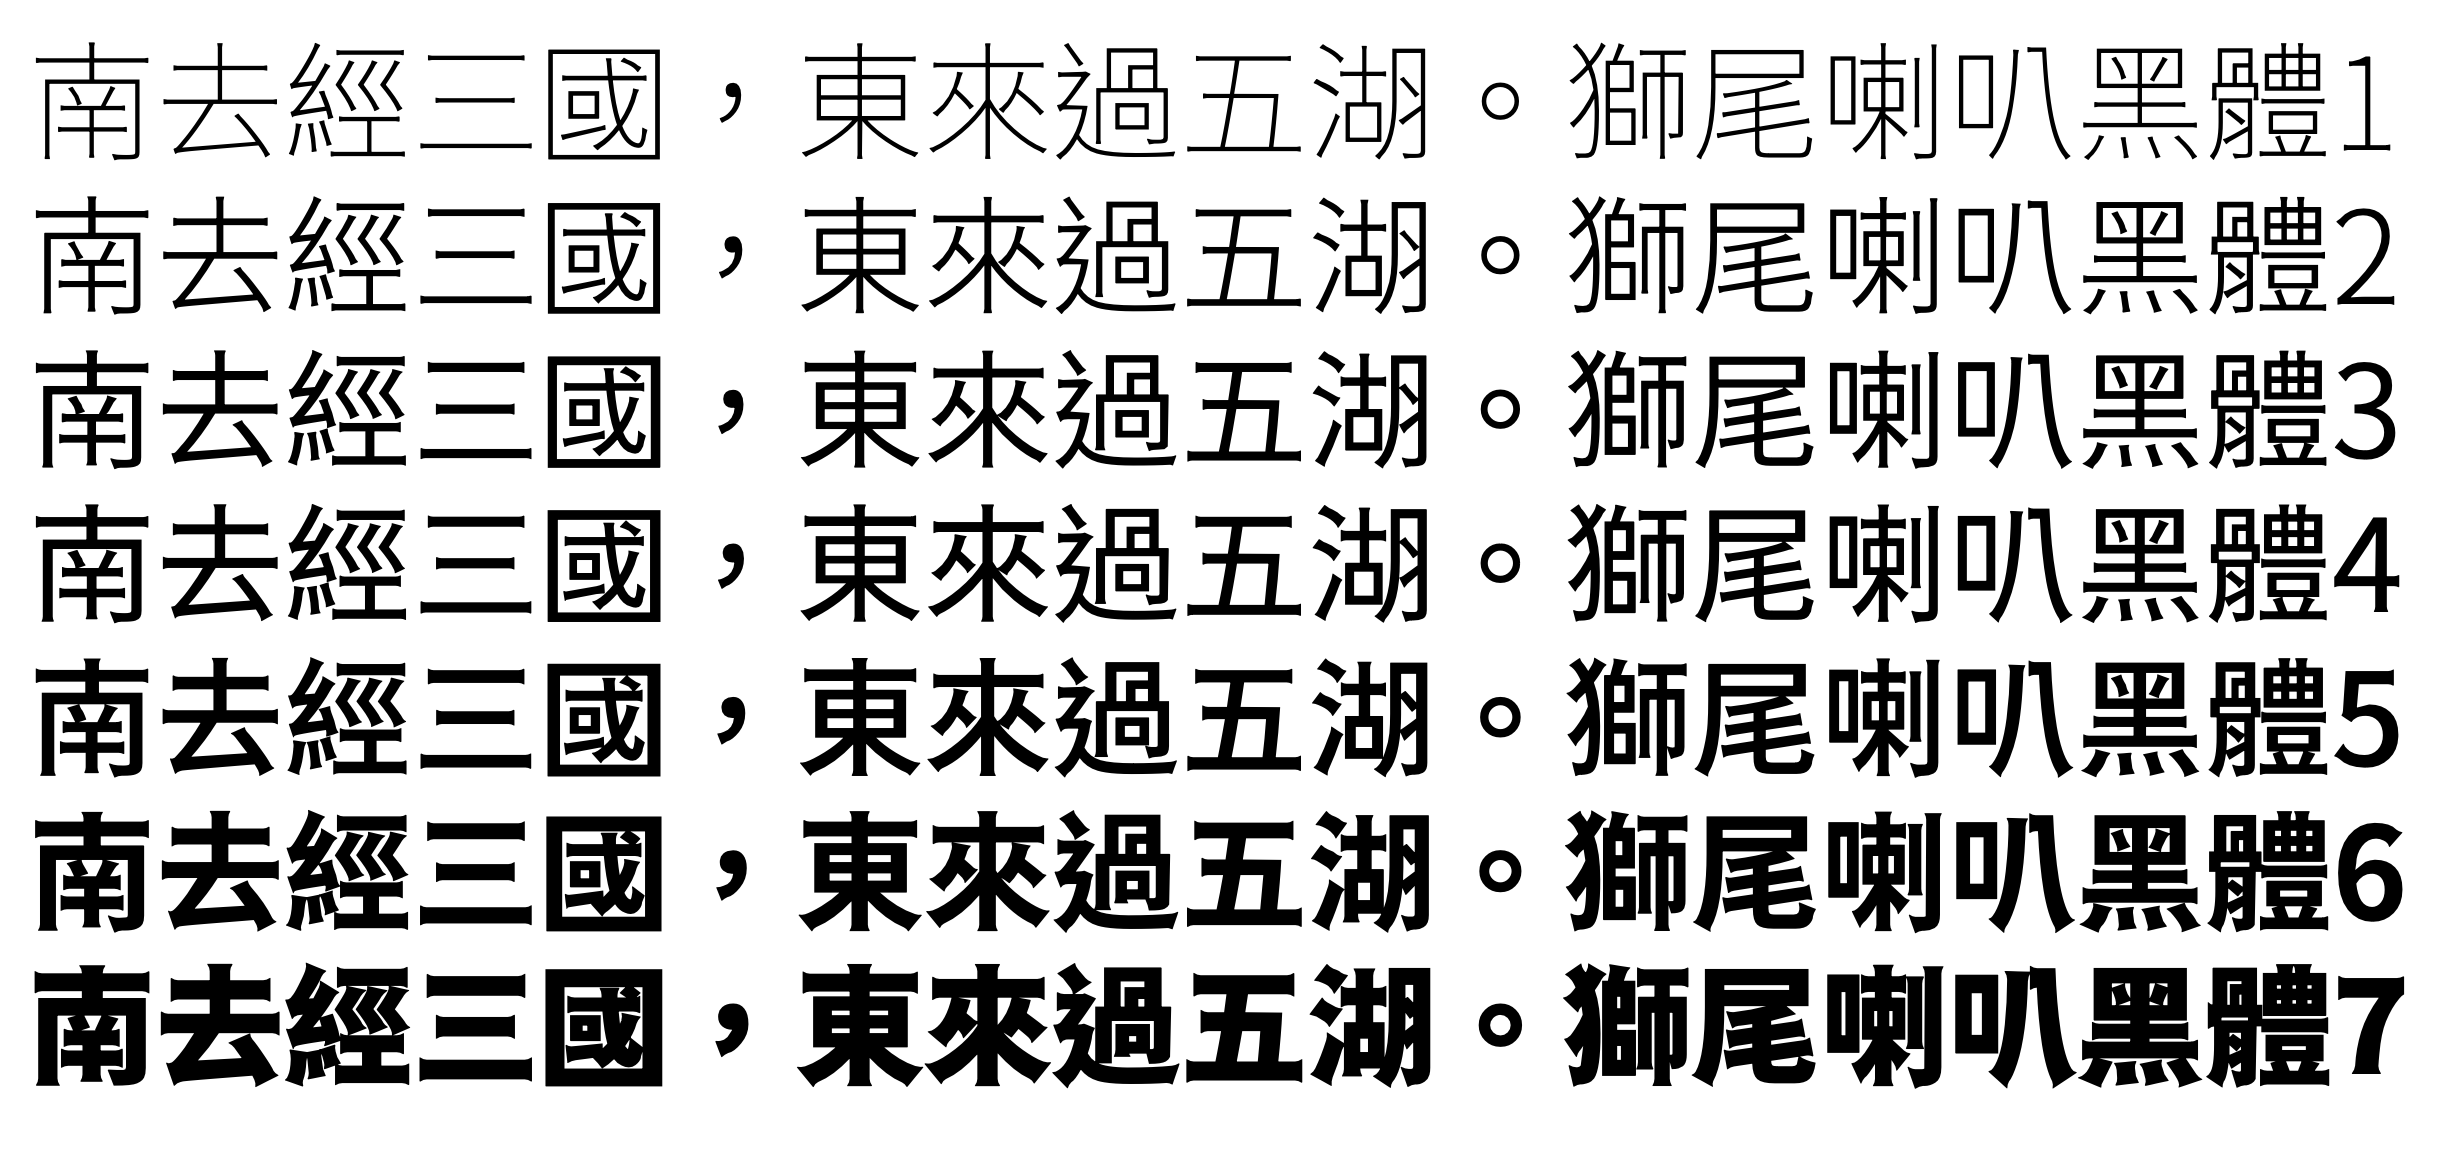 南去經三國，東來過五湖。獅尾喇叭黑體1
南去經三國，東來過五湖。獅尾喇叭黑體2
南去經三國，東來過五湖。獅尾喇叭黑體3
南去經三國，東來過五湖。獅尾喇叭黑體4
南去經三國，東來過五湖。獅尾喇叭黑體5
南去經三國，東來過五湖。獅尾喇叭黑體6
南去經三國，東來過五湖。獅尾喇叭黑體7